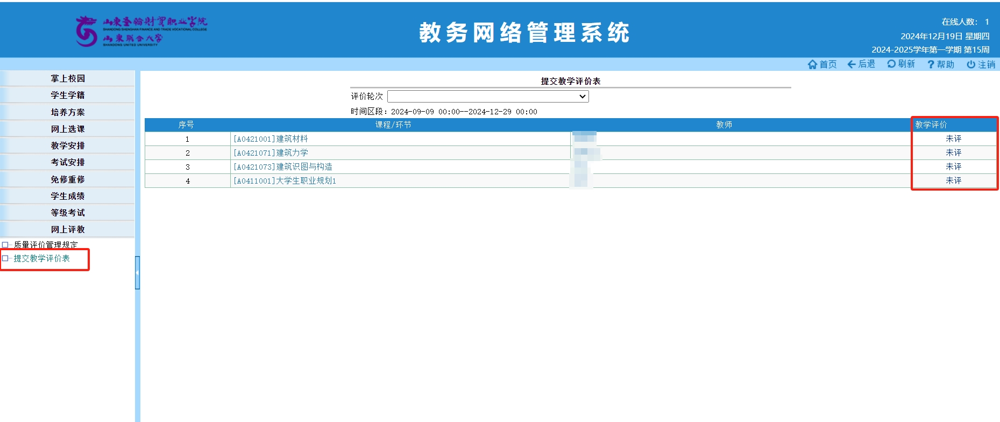 山东圣翰财贸职业学院
SHANDONG SHENGHAN FINANCE AND TRADE VOCATIONAL COLLEGE
山东联合大学
SHANDONG UNITED UNIVERSITY
教务网络管理系统
在线人数： 1
2024年12月19日 星期四
2024-2025学年第一学期 第15周
首页 后退 刷新 帮助 注销
掌上校园
学生学籍
培养方案
网上选课
教学安排
考试安排
免修重修
学生成绩
等级考试
网上评教
质量评价管理规定
提交教学评价表
提交教学评价表
评价轮次
时间区段：2024-09-09 00:00--2024-12-29 00:00
序号 课程/环节 教师 教学评价
1 [A0421001]建筑材料 未评
2 [A0421071]建筑力学 未评
3 [A0421073]建筑识图与构造 未评
4 [A0411001]大学生职业规划1 未评